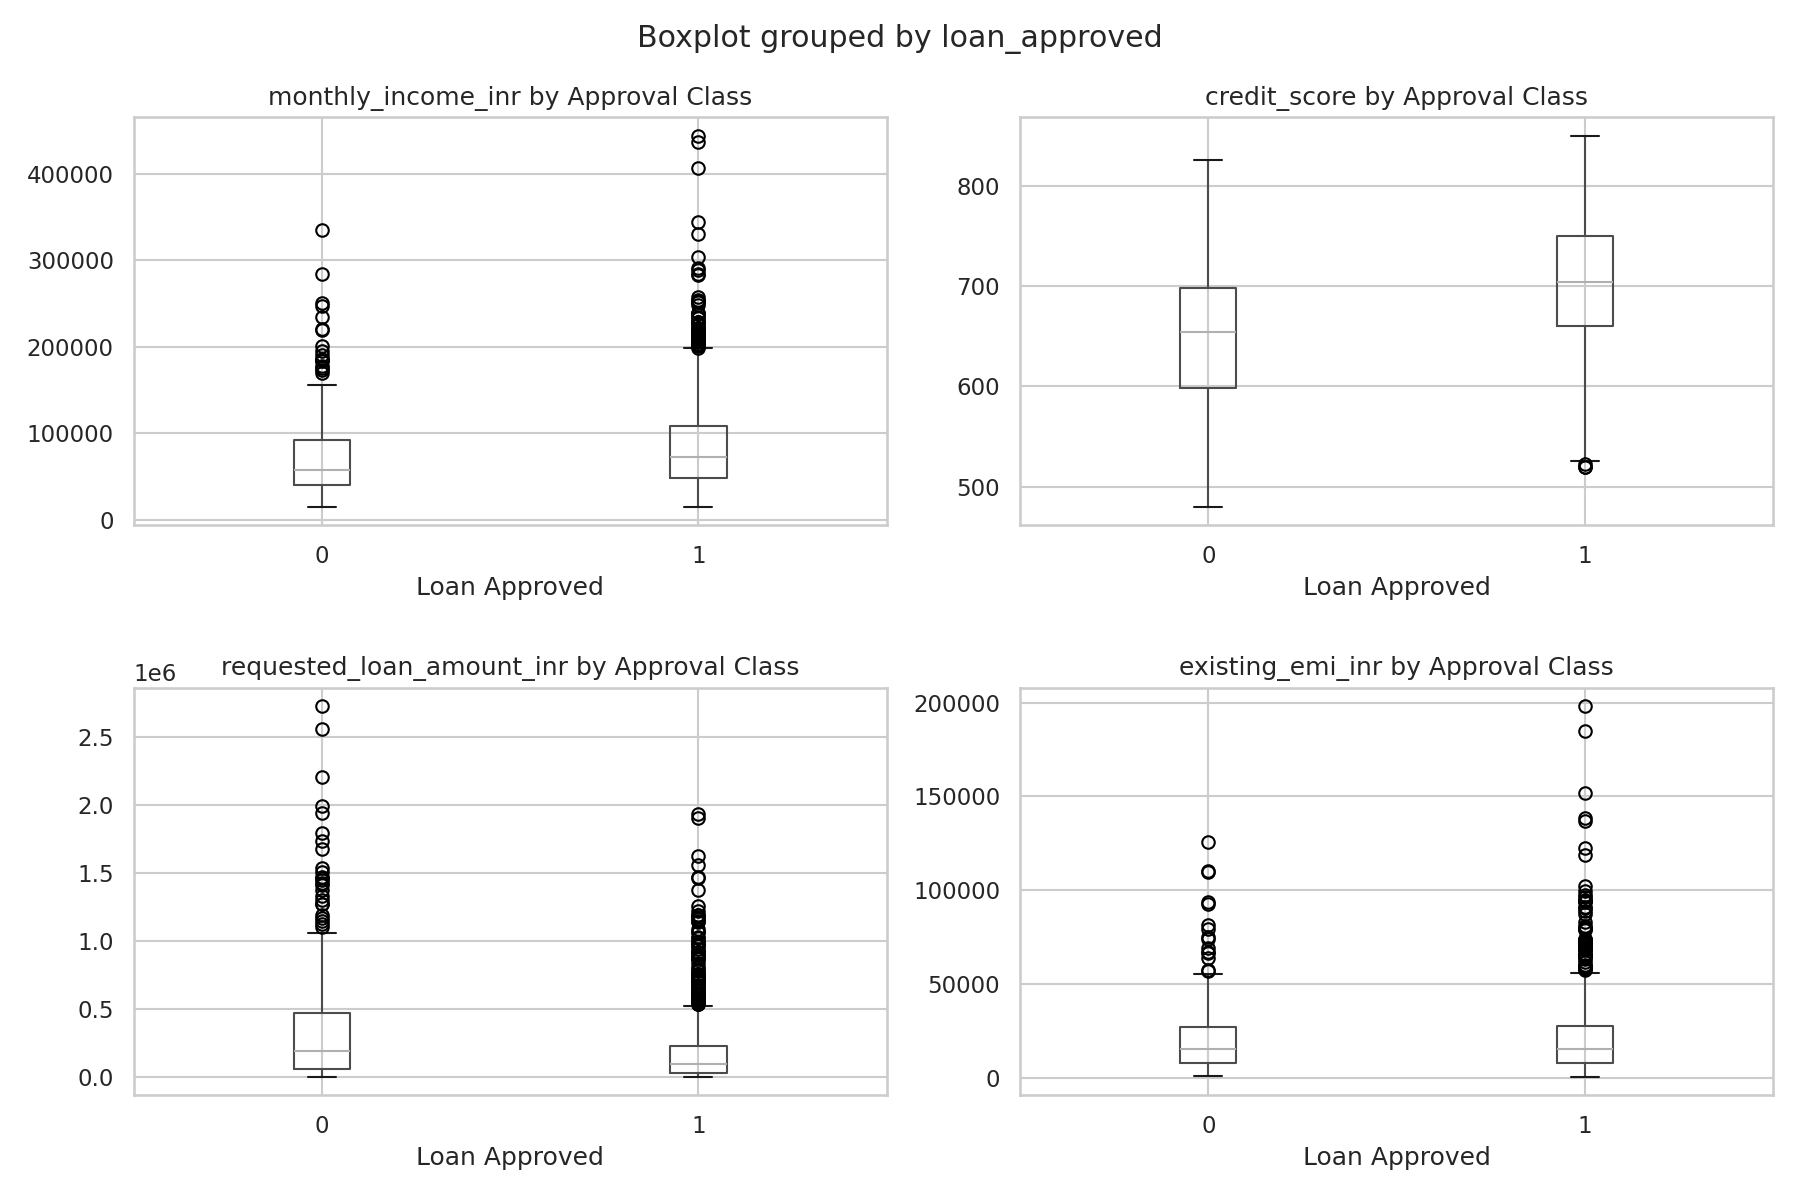 Boxplot grouped by loan_approved
monthly_income_inr by Approval Class
400000
300000
200000
100000
0
0 1
Loan Approved
credit_score by Approval Class
800
700
600
500
0 1
Loan Approved
1e6 requested_loan_amount_inr by Approval Class
2.5
2.0
1.5
1.0
0.5
0.0
0 1
Loan Approved
existing_emi_inr by Approval Class
200000
150000
100000
50000
0
0 1
Loan Approved